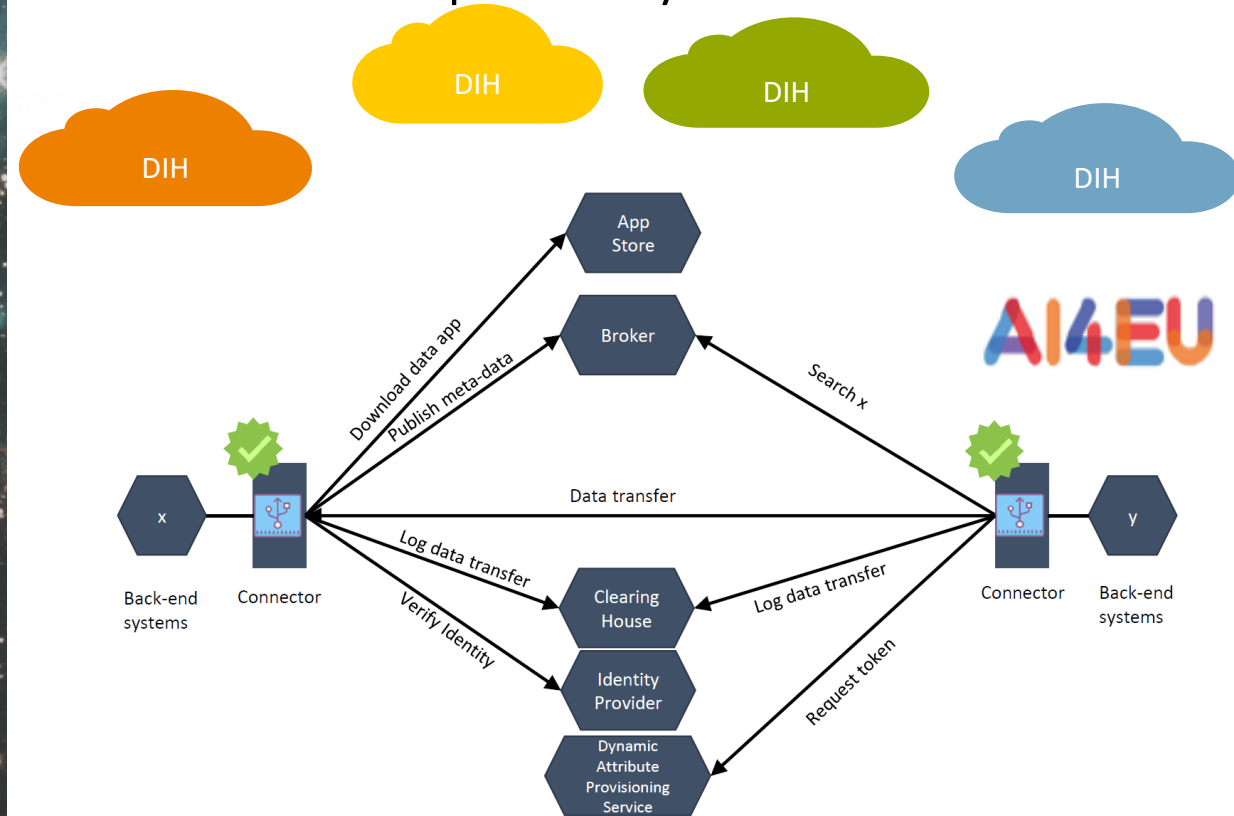 DIH
DIH
DIH
DIH
App
Store
Broker
AI4EU
Download data app
Publish meta-data
Search x
Data transfer
x
y
Log data transfer
Log data transfer
Verify Identity
Request token
Back-end
systems
Connector
Connector
Back-end
systems
Clearing
House
Identity
Provider
Dynamic
Attribute
Provisioning
Service